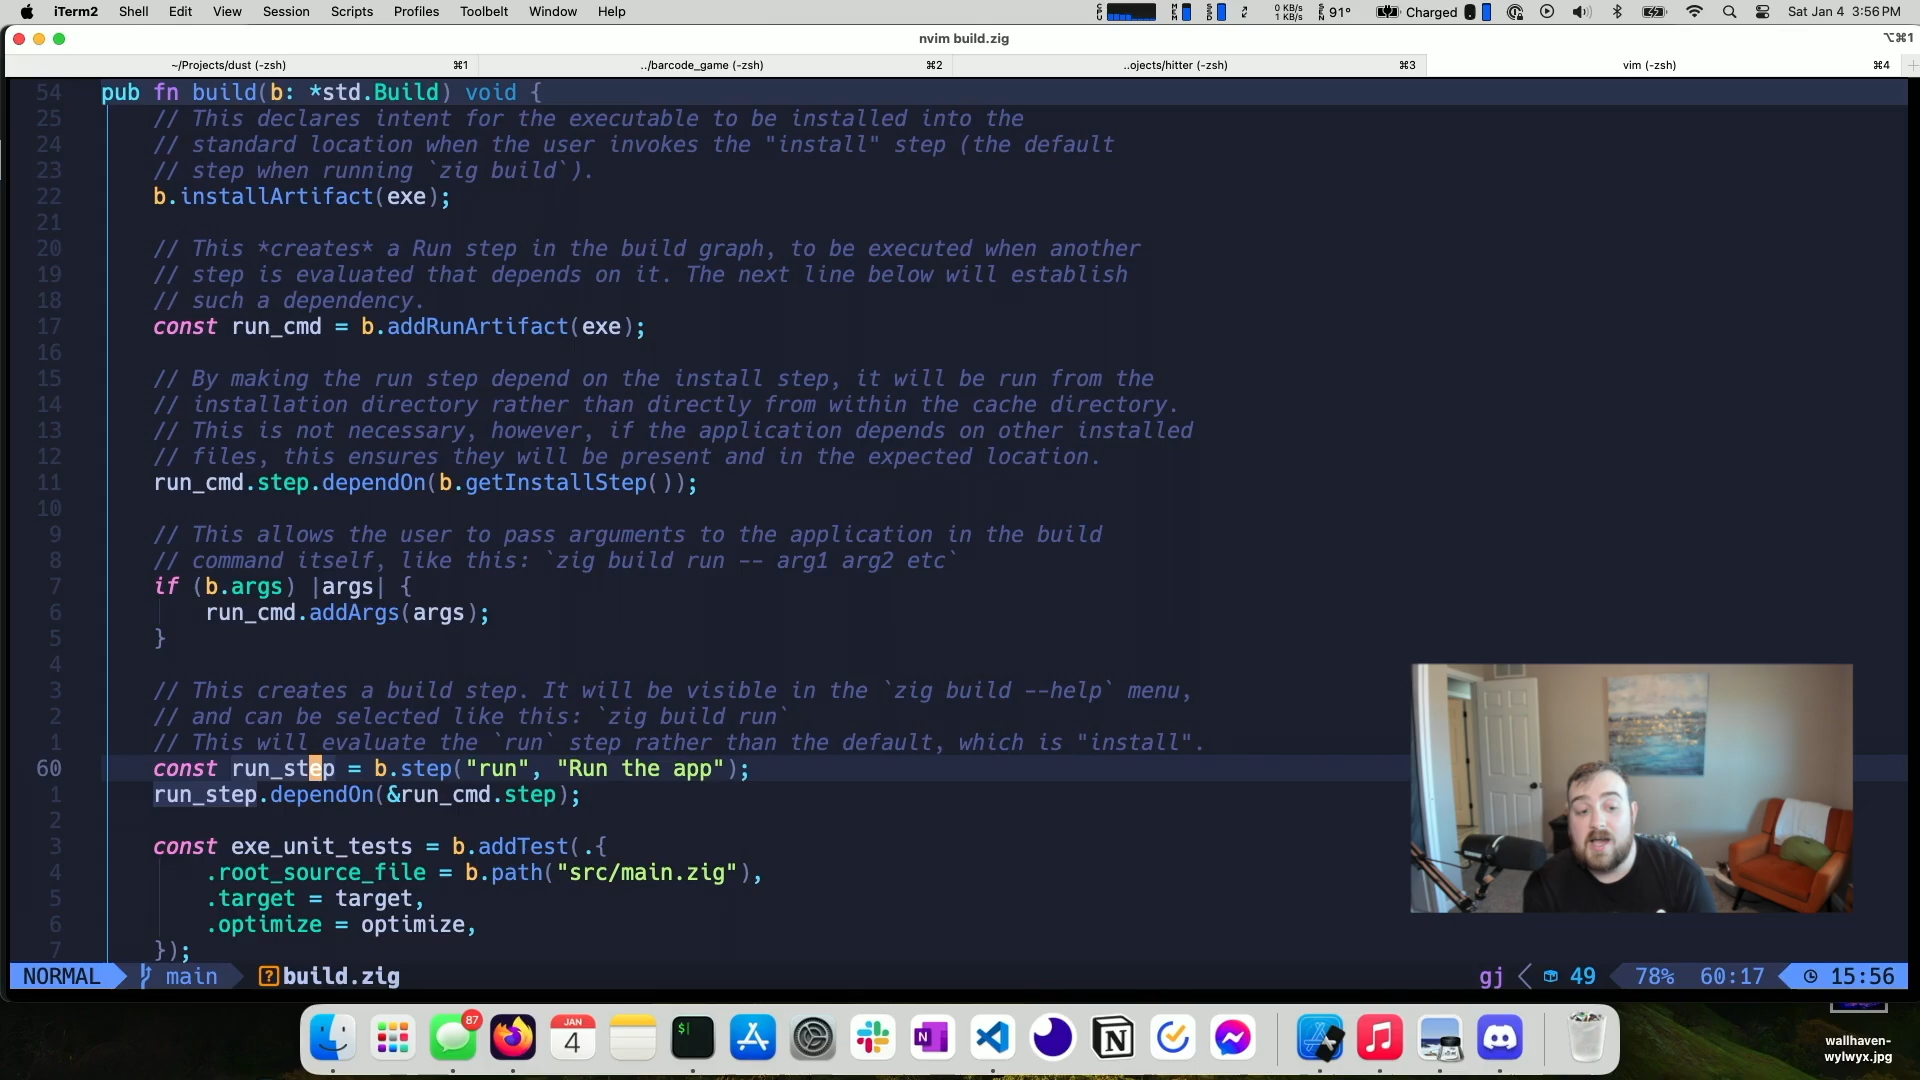 iTerm2 Shell Edit View Session Scripts Profiles Toolbelt Window Help 0 KB/s 1 KB/s 91° Charged Sat Jan 4 3:56 PM
nvim build.zig ⌥⌘1
~/Projects/dust (-zsh) ⌘1 ../barcode_game (-zsh) ⌘2 ..ojects/hitter (-zsh) ⌘3 vim (-zsh) ⌘4
54 pub fn build(b: *std.Build) void {
25 // This declares intent for the executable to be installed into the
24 // standard location when the user invokes the "install" step (the default
23 // step when running `zig build`).
22 b.installArtifact(exe);
21
20 // This *creates* a Run step in the build graph, to be executed when another
19 // step is evaluated that depends on it. The next line below will establish
18 // such a dependency.
17 const run_cmd = b.addRunArtifact(exe);
16
15 // By making the run step depend on the install step, it will be run from the
14 // installation directory rather than directly from within the cache directory.
13 // This is not necessary, however, if the application depends on other installed
12 // files, this ensures they will be present and in the expected location.
11 run_cmd.step.dependOn(b.getInstallStep());
10
9 // This allows the user to pass arguments to the application in the build
8 // command itself, like this: `zig build run -- arg1 arg2 etc`
7 if (b.args) |args| {
6 run_cmd.addArgs(args);
5 }
4
3 // This creates a build step. It will be visible in the `zig build --help` menu,
2 // and can be selected like this: `zig build run`
1 // This will evaluate the `run` step rather than the default, which is "install".
60 const run_step = b.step("run", "Run the app");
1 run_step.dependOn(&run_cmd.step);
2
3 const exe_unit_tests = b.addTest(.{
4 .root_source_file = b.path("src/main.zig"),
5 .target = target,
6 .optimize = optimize,
7 });
NORMAL main build.zig gj 49 78% 60:17 15:56
87
JAN
4
wallhaven-
wylwyx.jpg